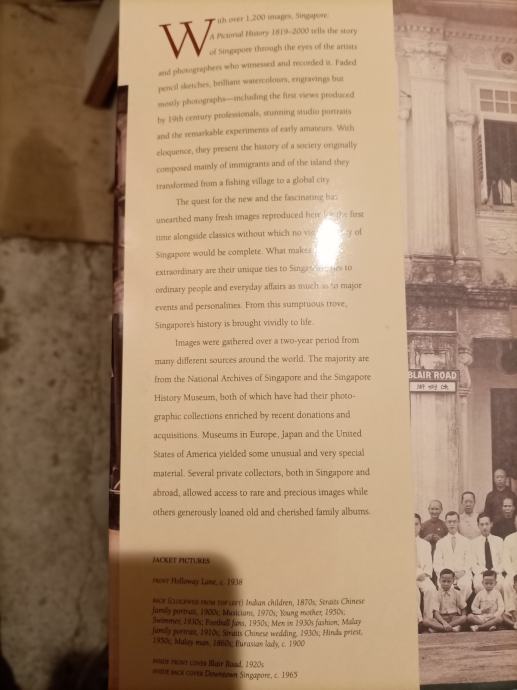 With over 1,200 images, Singapore:
A Pictorial History 1819–2000 tells the story
of Singapore through the eyes of the artists
and photographers who witnessed and recorded it. Faded
pencil sketches, brilliant watercolours, engravings but
mostly photographs—including the first views produced
by 19th century professionals, stunning studio portraits
and the remarkable experiments of early amateurs. With
eloquence, they present the history of a society originally
composed mainly of immigrants and of the island they
transformed from a fishing village to a global city
The quest for the new and the fascinating has
unearthed many fresh images reproduced here for the first
time alongside classics without which no of
Singapore would be complete. What makes
extraordinary are their unique ties to to
ordinary people and everyday affairs as much as to major
events and personalities. From this sumptuous trove,
Singapore's history is brought vividly to life.
Images were gathered over a two-year period from
many different sources around the world. The majority are
from the National Archives of Singapore and the Singapore
History Museum, both of which have had their photo-
graphic collections enriched by recent donations and
acquisitions. Museums in Europe, Japan and the United
States of America yielded some unusual and very special
material. Several private collectors, both in Singapore and
abroad, allowed access to rare and precious images while
others generously loaned old and cherished family albums.
JACKET PICTURES
FRONT Holloway Lane, c. 1938
BACK (CLOCKWISE FROM TOP LEFT) Indian children, 1870s; Straits Chinese
family portrait, 1900s; Musicians, 1970s; Young mother, 1950s;
Swimmer, 1930s; Football fans, 1950s; Men in 1930s fashion; Malay
family portrait, 1910s; Straits Chinese wedding, 1930s; Hindu priest,
1950s; Malay man, 1860s; Eurasian lady, c. 1900
INSIDE FRONT COVER Blair Road, 1920s
INSIDE BACK COVER Downtown Singapore, c. 1965
BLAIR ROAD